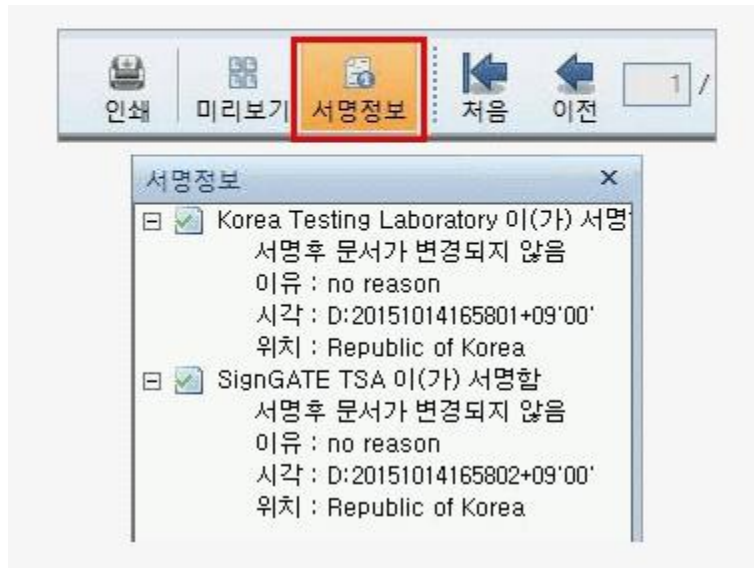 인쇄 미리보기 서명정보 처음 이전 1 /
서명정보 x
Korea Testing Laboratory 이(가) 서명
서명후 문서가 변경되지 않음
이유 : no reason
시각 : D:20151014165801+09'00'
위치 : Republic of Korea
SignGATE TSA 이(가) 서명함
서명후 문서가 변경되지 않음
이유 : no reason
시각 : D:20151014165802+09'00'
위치 : Republic of Korea